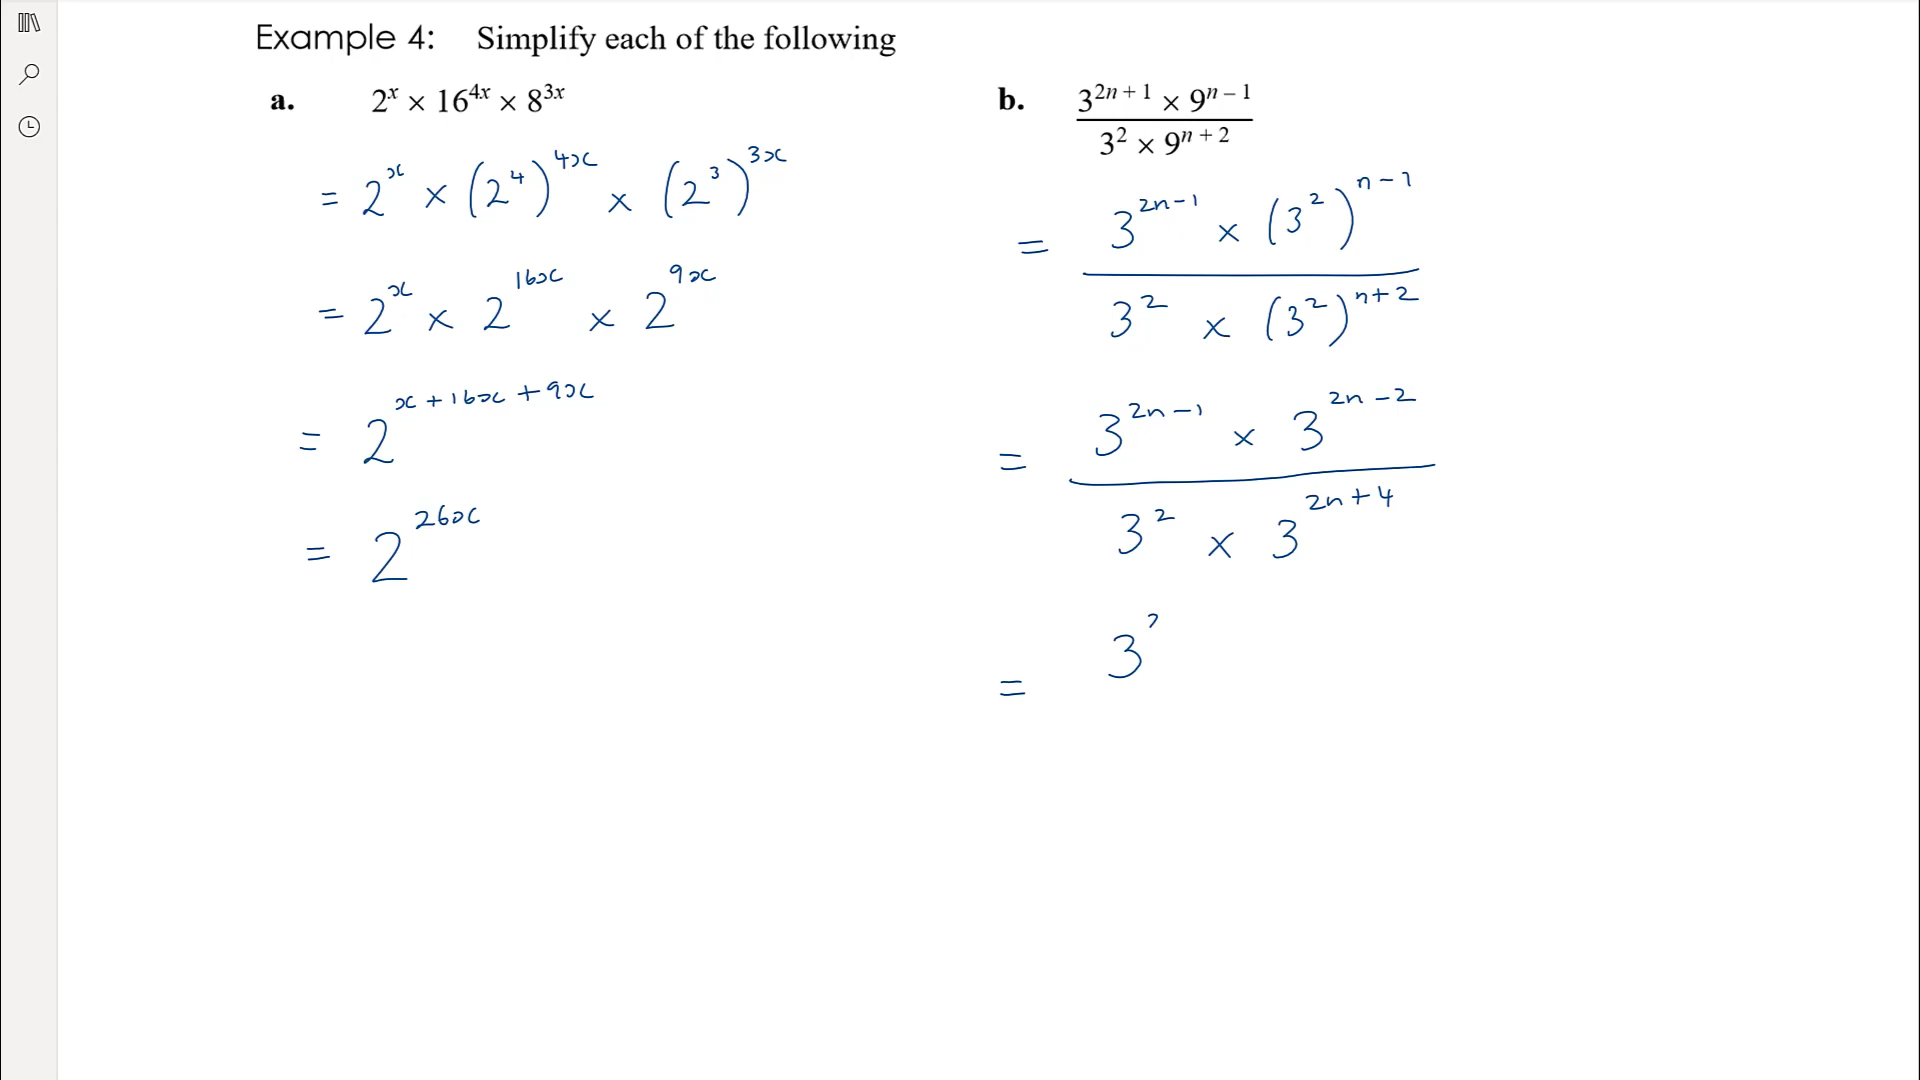 Example 4: Simplify each of the following
a. 2^x × 16^{4x} × 8^{3x}
= 2^x × (2^4)^{4x} × (2^3)^{3x}
= 2^x × 2^{16x} × 2^{9x}
= 2^{x+16x+9x}
= 2^{26x}
b. \frac{3^{2n+1} × 9^{n-1}}{3^2 × 9^{n+2}}
= \frac{3^{2n-1} × (3^2)^{n-1}}{3^2 × (3^2)^{n+2}}
= \frac{3^{2n-1} × 3^{2n-2}}{3^2 × 3^{2n+4}}
= 3